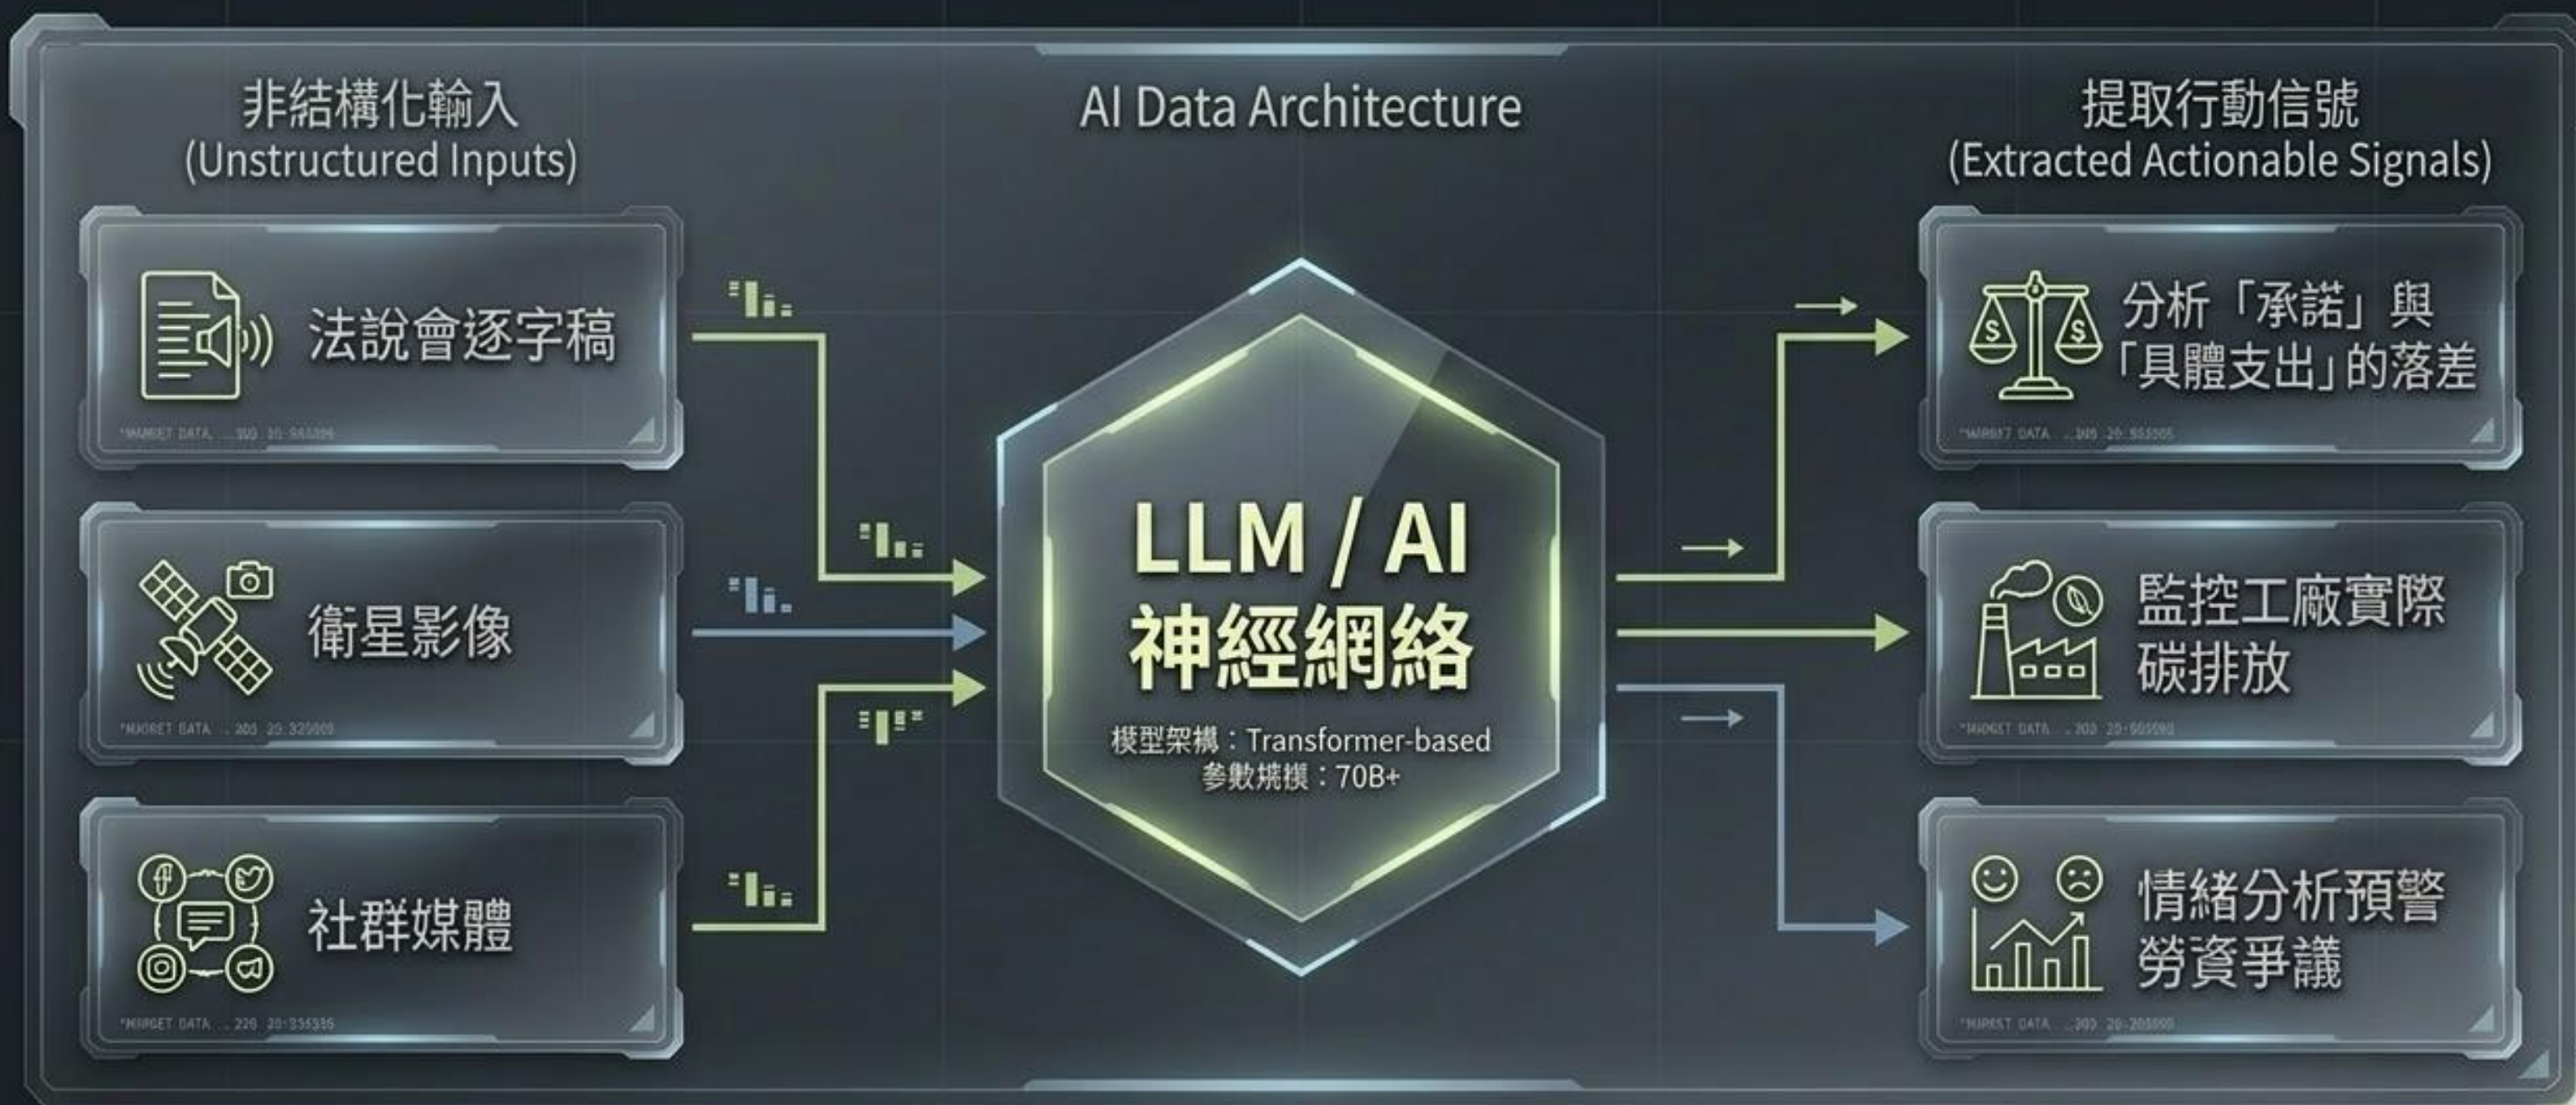 非結構化輸入
(Unstructured Inputs)
法說會逐字稿
衛星影像
社群媒體
AI Data Architecture
LLM / AI
神經網絡
模型架構：Transformer-based
參數規模：70B+
提取行動信號
(Extracted Actionable Signals)
分析「承諾」與
「具體支出」的落差
監控工廠實際
碳排放
情緒分析預警
勞資爭議